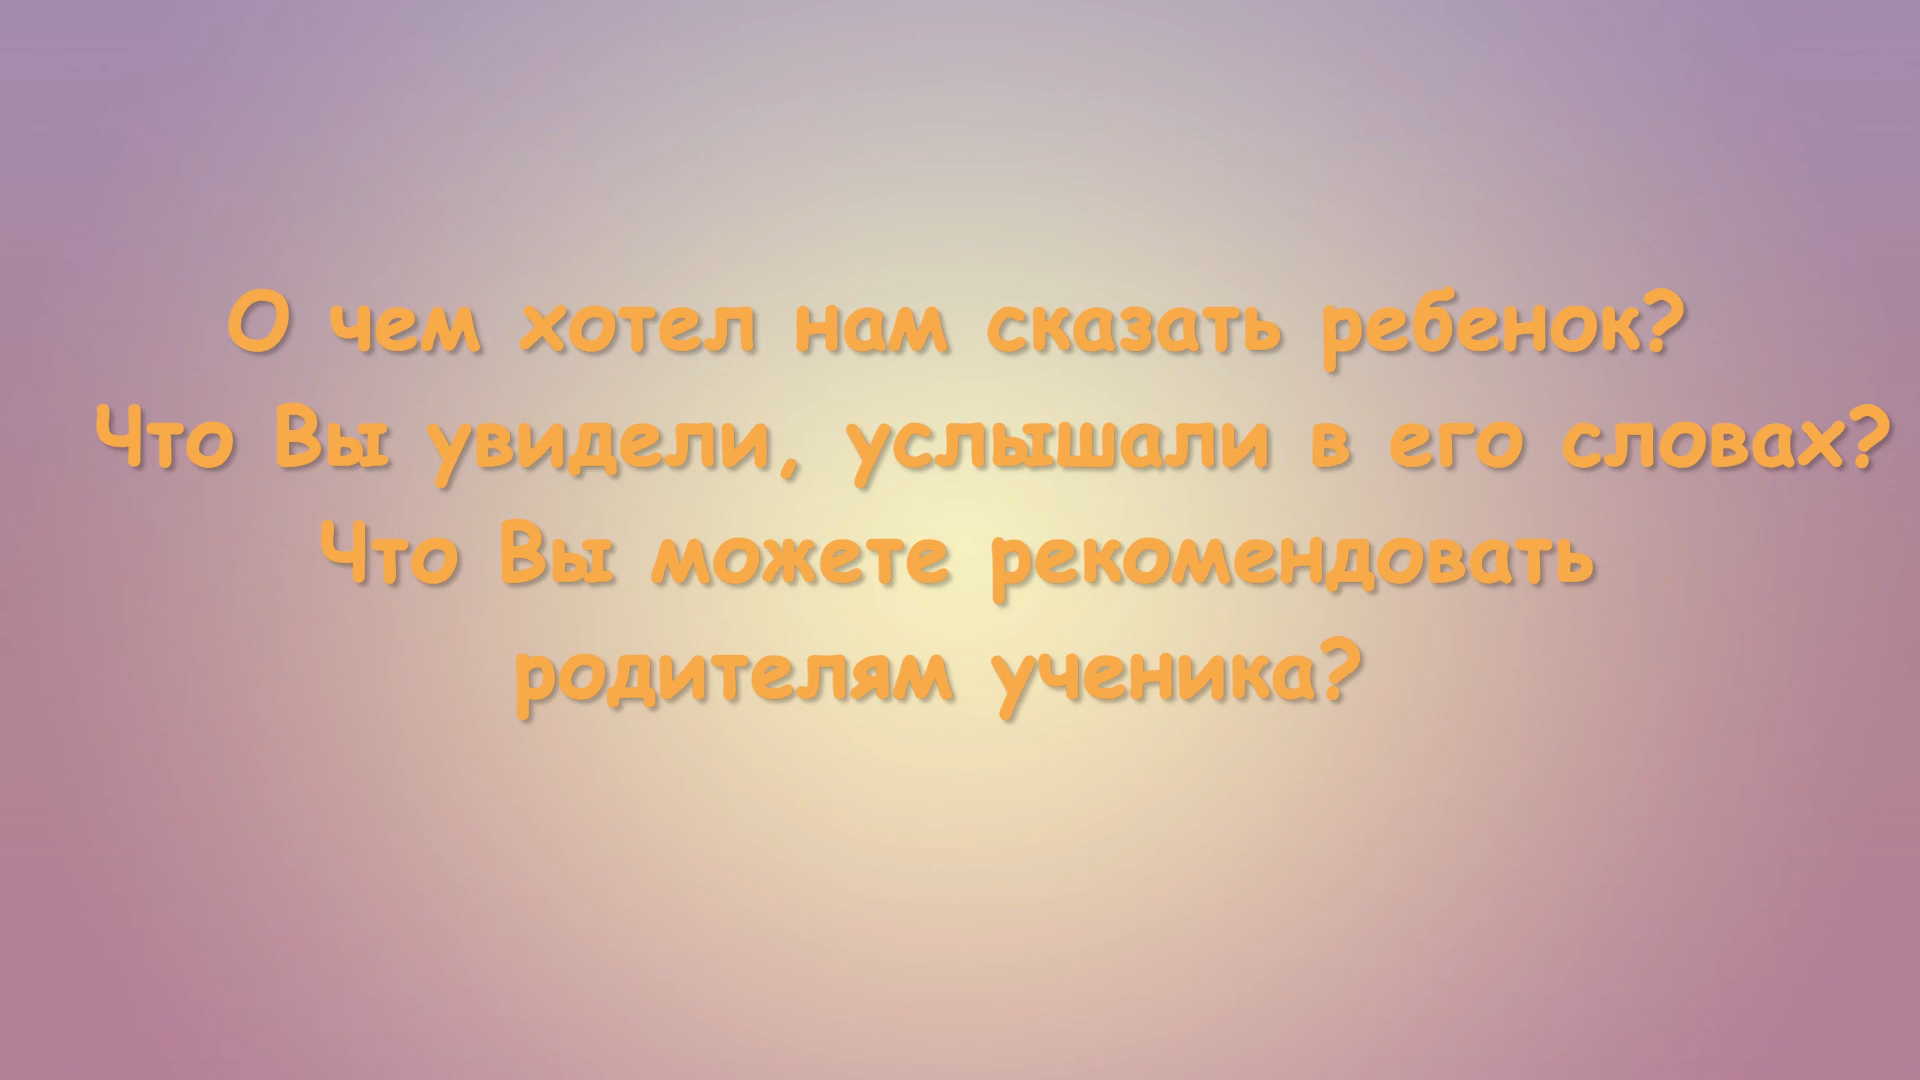 О чем хотел нам сказать ребенок?
Что Вы увидели, услышали в его словах?
Что Вы можете рекомендовать
родителям ученика?